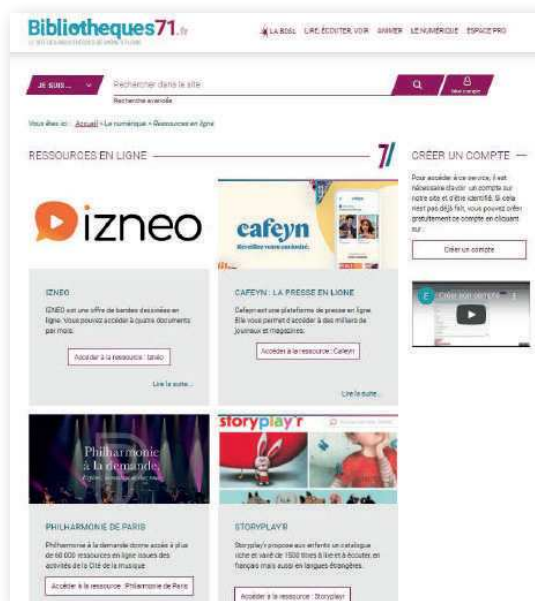 Bibliotheques71.fr
LA BDSL LIRE, ÉCOUTER, VOIR ANIMER LE NUMÉRIQUE ESPACE PRO
JE SUIS...
Rechercher dans le site
Mon compte
Recherche avancée
Vous êtes ici : Accueil > Le numérique > Ressources en ligne
RESSOURCES EN LIGNE
71
izneo
IZNEO
IZNEO est une offre de bandes dessinées en
ligne. Vous pouvez accéder à quatre documents
par mois.
Accéder à la ressource : Iznéo
Lire la suite...
cafeyn
Réveillez votre curiosité.
CAFEYN : LA PRESSE EN LIGNE
Cafeyn est une plateforme de presse en ligne.
Elle vous permet d'accéder à des milliers de
journaux et magazines.
Accéder à la ressource : Cafeyn
Lire la suite...
CRÉER UN COMPTE
Pour accéder à ce service, il est
nécessaire d'avoir un compte sur
notre site et d'être identifié. Si cela
n'est pas déjà fait, vous pouvez créer
gratuitement ce compte en cliquant
sur :
Créer un compte
E Créer son compte
Philharmonie
à la demande.
PHILHARMONIE DE PARIS
Philharmonie à la demande donne accès à plus
de 60 000 ressources en ligne issues des
activités de la Cité de la musique.
Accéder à la ressource : Philarmonie de Paris
storyplay'r
STORYPLAY'R
Storyplay'r propose aux enfants un catalogue
riche et varié de 1500 titres à lire et à écouter, en
français mais aussi en langues étrangères.
Accéder à la ressource : Storyplayr